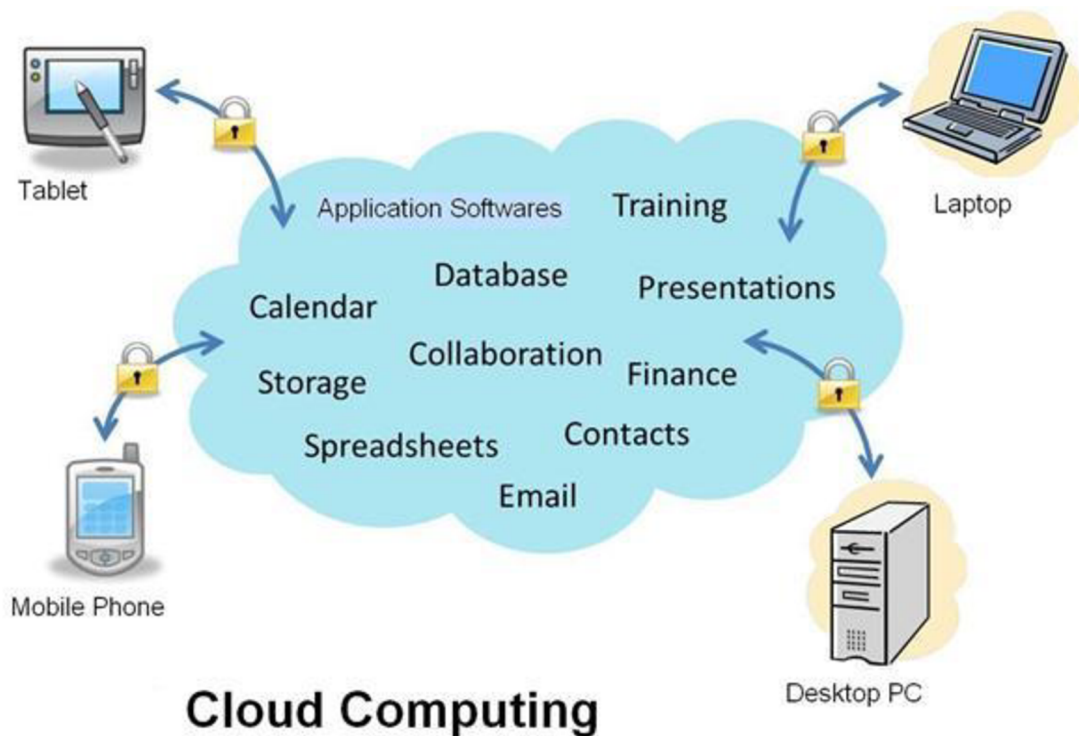 Tablet
Laptop
Application Softwares
Training
Database
Presentations
Calendar
Collaboration
Storage
Finance
Spreadsheets
Contacts
Email
Mobile Phone
Desktop PC
Cloud Computing